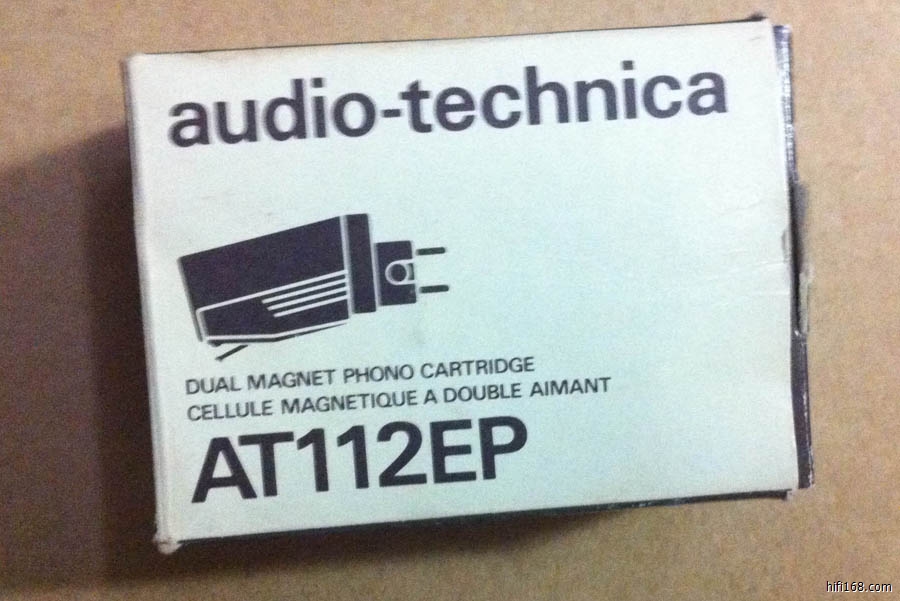 audio-technica
DUAL MAGNET PHONO CARTRIDGE
CELLULE MAGNETIQUE A DOUBLE AIMANT
AT112EP
hifi168.com